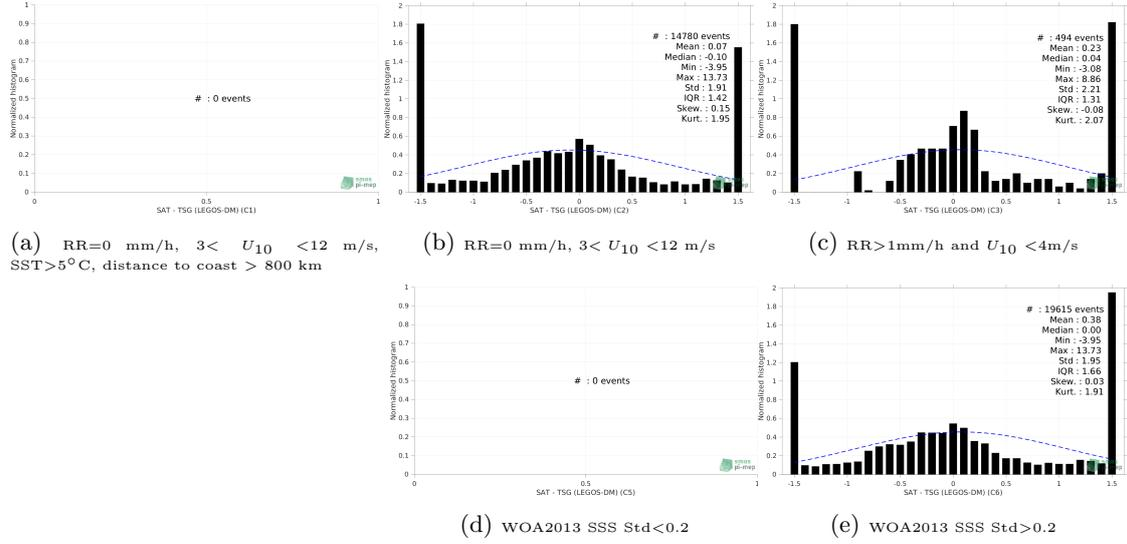 1
0.9
0.8
0.7
0.6
0.5
0.4
0.3
0.2
0.1
0
0
0.5
1
Normalized histogram
# : 0 events
smos
pi-mep
SAT - TSG (LEGOS-DM) (C1)
(a) RR=0 mm/h, 3< U10 <12 m/s,
SST>5°C, distance to coast > 800 km
2
1.8
1.6
1.4
1.2
1
0.8
0.6
0.4
0.2
0
-1.5
-1
-0.5
0
0.5
1
1.5
Normalized histogram
# : 14780 events
Mean : 0.07
Median : -0.10
Min : -3.95
Max : 13.73
Std : 1.91
IQR : 1.42
Skew. : 0.15
Kurt. : 1.95
smos
pi-mep
SAT - TSG (LEGOS-DM) (C2)
(b) RR=0 mm/h, 3< U10 <12 m/s
2
1.8
1.6
1.4
1.2
1
0.8
0.6
0.4
0.2
0
-1.5
-1
-0.5
0
0.5
1
1.5
Normalized histogram
# : 494 events
Mean : 0.23
Median : 0.04
Min : -3.08
Max : 8.86
Std : 2.21
IQR : 1.31
Skew. : -0.08
Kurt. : 2.07
smos
pi-mep
SAT - TSG (LEGOS-DM) (C3)
(c) RR>1mm/h and U10 <4m/s
1
0.9
0.8
0.7
0.6
0.5
0.4
0.3
0.2
0.1
0
0
0.5
1
Normalized histogram
# : 0 events
smos
pi-mep
SAT - TSG (LEGOS-DM) (C5)
(d) WOA2013 SSS Std<0.2
2
1.8
1.6
1.4
1.2
1
0.8
0.6
0.4
0.2
0
-1.5
-1
-0.5
0
0.5
1
1.5
Normalized histogram
# : 19615 events
Mean : 0.38
Median : 0.00
Min : -3.95
Max : 13.73
Std : 1.95
IQR : 1.66
Skew. : 0.03
Kurt. : 1.91
smos
pi-mep
SAT - TSG (LEGOS-DM) (C6)
(e) WOA2013 SSS Std>0.2